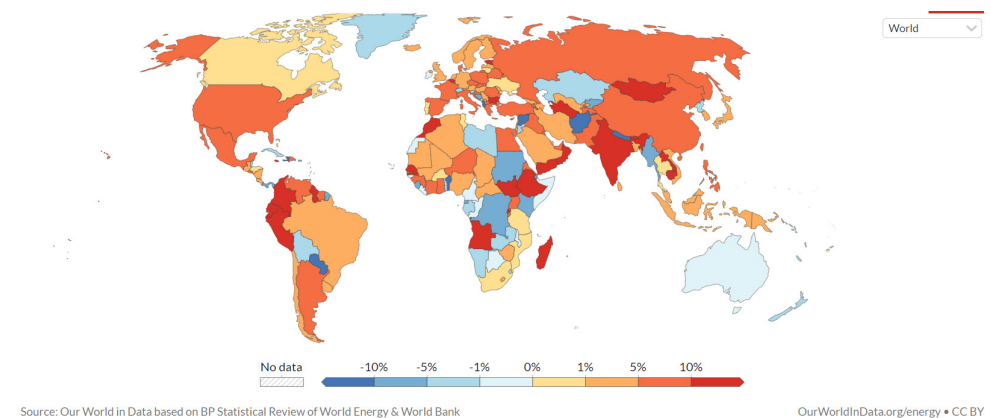 World
No data
-10% -5% -1% 0% 1% 5% 10%
Source: Our World in Data based on BP Statistical Review of World Energy & World Bank
OurWorldInData.org/energy • CC BY